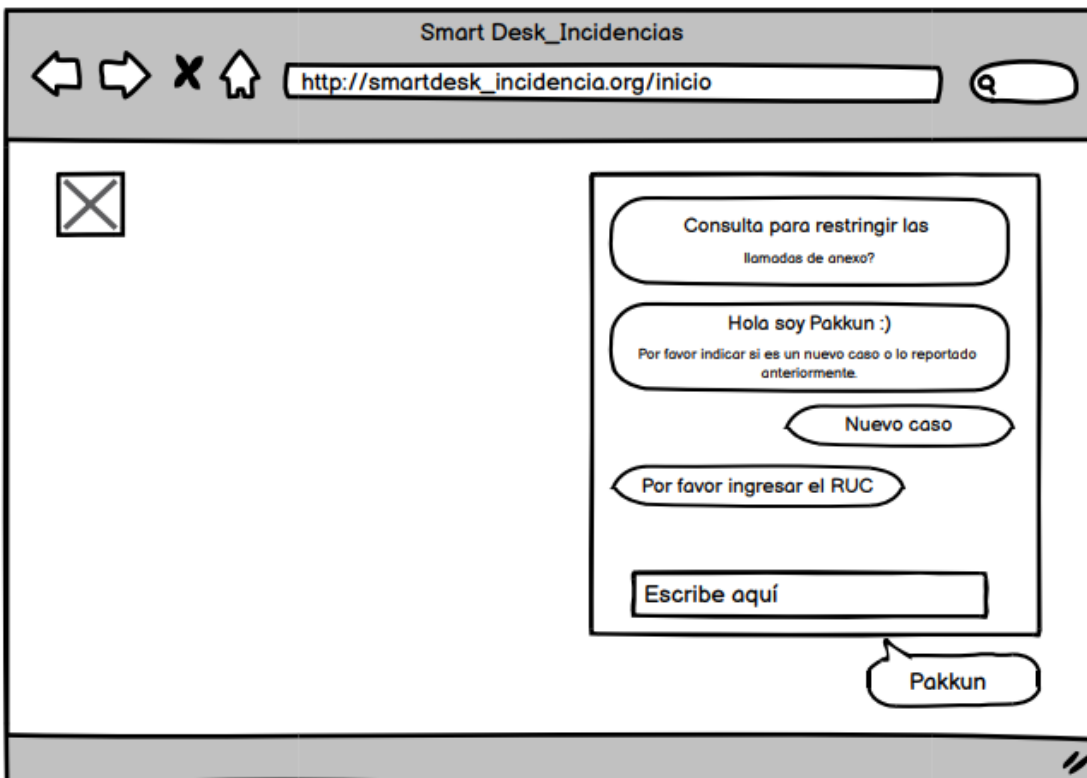 Smart Desk_Incidencias
http://smartdesk_incidencia.org/inicio
Consulta para restringir las
llamadas de anexo?
Hola soy Pakkun :)
Por favor indicar si es un nuevo caso o lo reportado
anteriormente.
Nuevo caso
Por favor ingresar el RUC
Escribe aquí
Pakkun